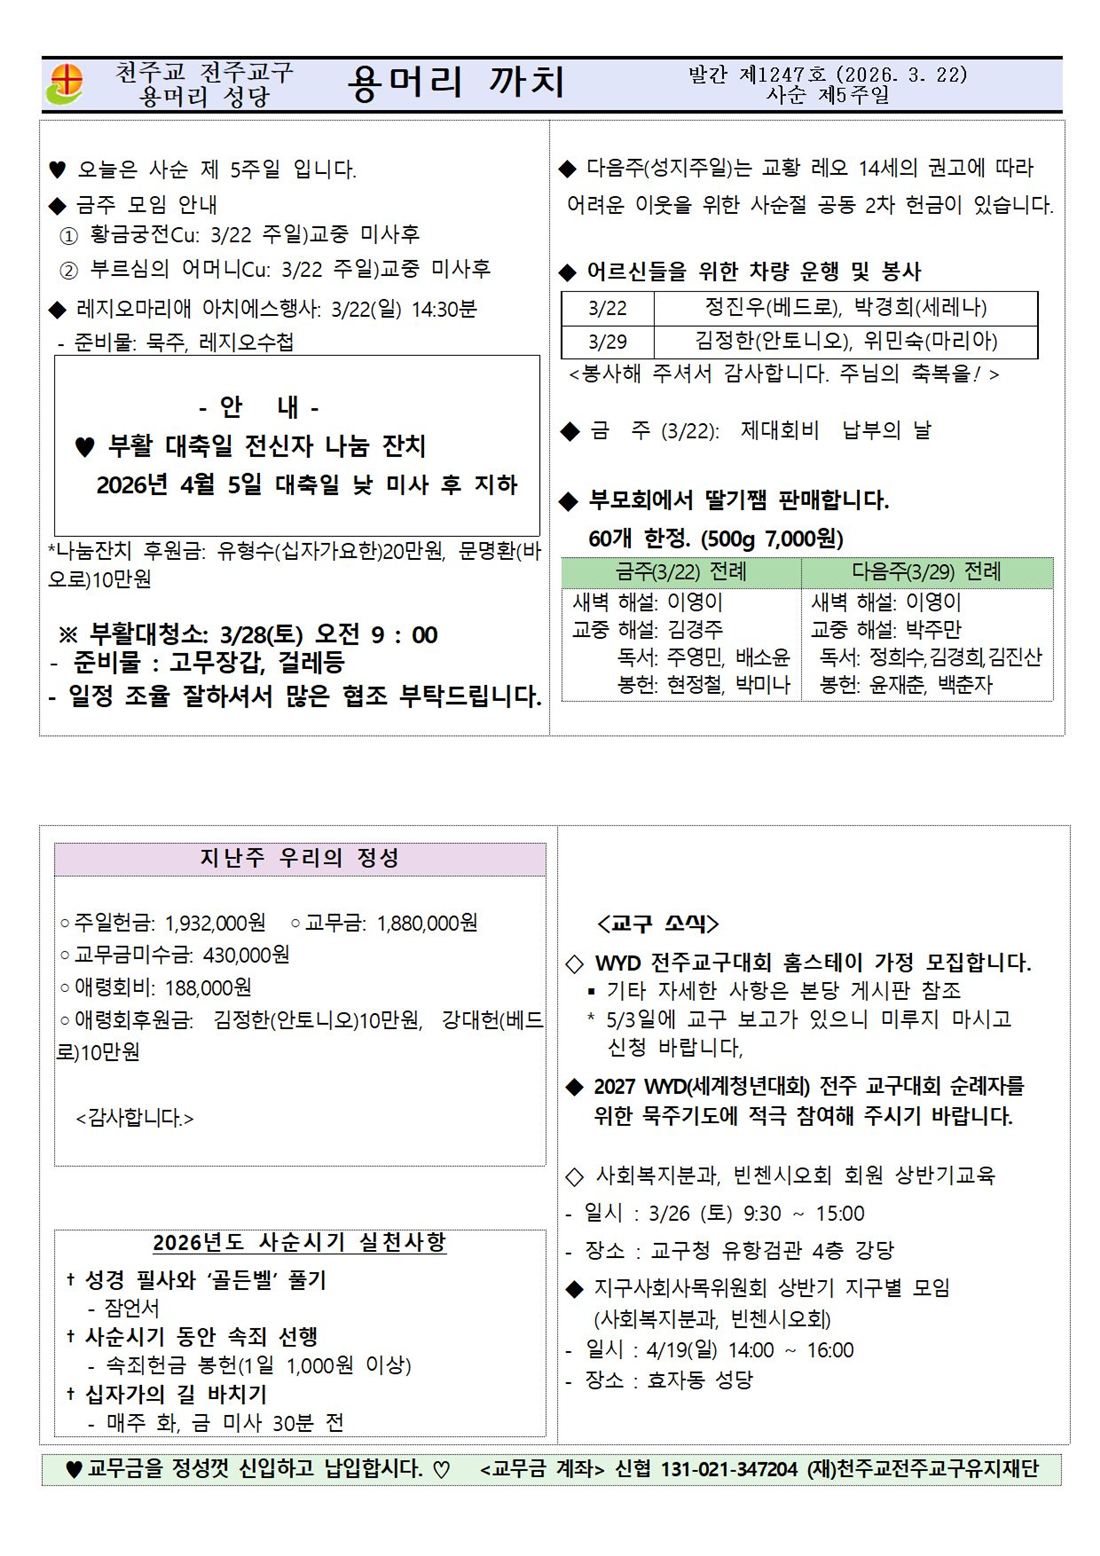 천주교 전주교구
용머리 성당
용머리 까치
발간 제1247호 (2026. 3. 22)
사순 제5주일
♥ 오늘은 사순 제 5주일 입니다.
◆ 금주 모임 안내
① 황금궁전Cu: 3/22 주일)교중 미사후
② 부르심의 어머니Cu: 3/22 주일)교중 미사후
◆ 레지오마리애 아치에스행사: 3/22(일) 14:30분
- 준비물: 묵주, 레지오수첩
- 안 내 -
♥ 부활 대축일 전신자 나눔 잔치
2026년 4월 5일 대축일 낮 미사 후 지하
*나눔잔치 후원금: 유형수(십자가요한)20만원, 문명환(바
오로)10만원
※ 부활대청소: 3/28(토) 오전 9 : 00
- 준비물 : 고무장갑, 걸레등
- 일정 조율 잘하셔서 많은 협조 부탁드립니다.
◆ 다음주(성지주일)는 교황 레오 14세의 권고에 따라
어려운 이웃을 위한 사순절 공동 2차 헌금이 있습니다.
◆ 어르신들을 위한 차량 운행 및 봉사
3/22 정진우(베드로), 박경희(세레나)
3/29 김정한(안토니오), 위민숙(마리아)
<봉사해 주셔서 감사합니다. 주님의 축복을! >
◆ 금 주 (3/22): 제대회비 납부의 날
◆ 부모회에서 딸기쨈 판매합니다.
60개 한정. (500g 7,000원)
금주(3/22) 전례 다음주(3/29) 전례
새벽 해설: 이영이 새벽 해설: 이영이
교중 해설: 김경주 교중 해설: 박주만
독서: 주영민, 배소윤 독서: 정희수,김경희,김진산
봉헌: 현정철, 박미나 봉헌: 윤재춘, 백춘자
지난주 우리의 정성
○ 주일헌금: 1,932,000원 ○ 교무금: 1,880,000원
○ 교무금미수금: 430,000원
○ 애령회비: 188,000원
○ 애령회후원금: 김정한(안토니오)10만원, 강대헌(베드
로)10만원
<감사합니다.>
2026년도 사순시기 실천사항
† 성경 필사와 ‘골든벨’ 풀기
- 잠언서
† 사순시기 동안 속죄 선행
- 속죄헌금 봉헌(1일 1,000원 이상)
† 십자가의 길 바치기
- 매주 화, 금 미사 30분 전
<교구 소식>
◇ WYD 전주교구대회 홈스테이 가정 모집합니다.
▪ 기타 자세한 사항은 본당 게시판 참조
* 5/3일에 교구 보고가 있으니 미루지 마시고
신청 바랍니다,
◆ 2027 WYD(세계청년대회) 전주 교구대회 순례자를
위한 묵주기도에 적극 참여해 주시기 바랍니다.
◇ 사회복지분과, 빈첸시오회 회원 상반기교육
- 일시 : 3/26 (토) 9:30 ~ 15:00
- 장소 : 교구청 유항검관 4층 강당
◆ 지구사회사목위원회 상반기 지구별 모임
(사회복지분과, 빈첸시오회)
- 일시 : 4/19(일) 14:00 ~ 16:00
- 장소 : 효자동 성당
♥ 교무금을 정성껏 신입하고 납입합시다. ♡ <교무금 계좌> 신협 131-021-347204 (재)천주교전주교구유지재단